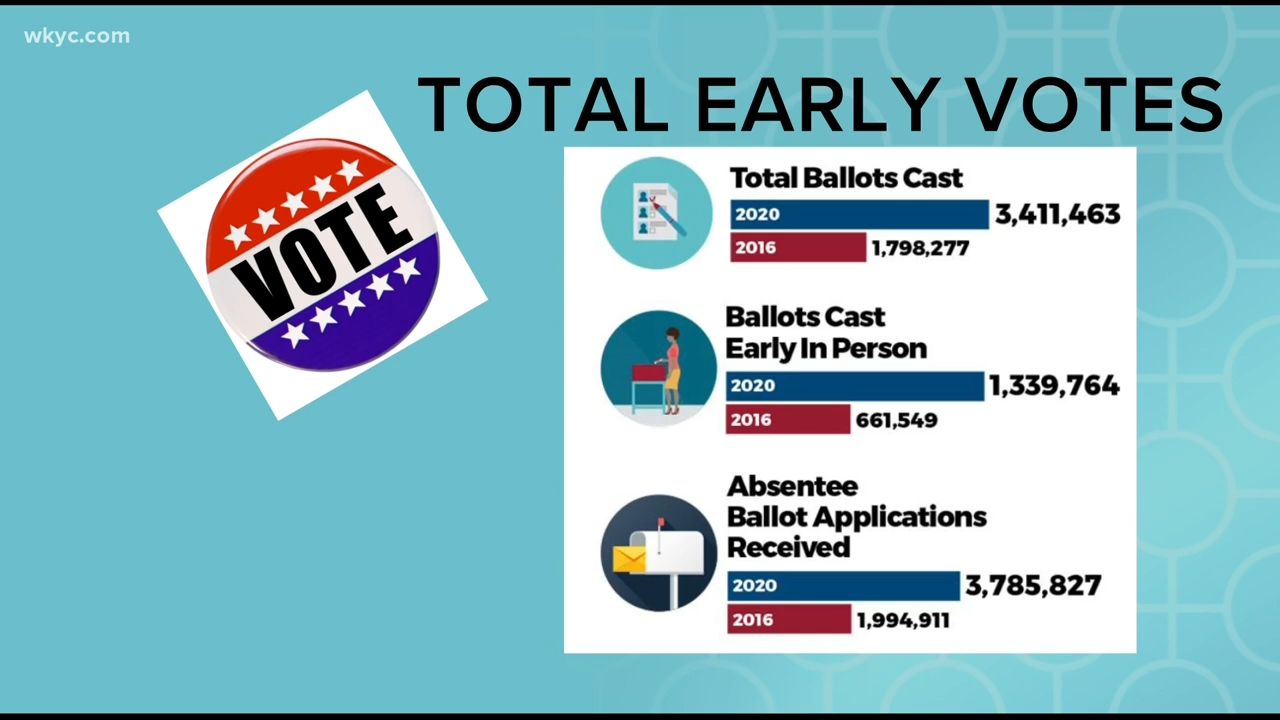 wkyc.com
TOTAL EARLY VOTES
VOTE
Total Ballots Cast
2020 3,411,463
2016 1,798,277
Ballots Cast
Early In Person
2020 1,339,764
2016 661,549
Absentee
Ballot Applications
Received
2020 3,785,827
2016 1,994,911